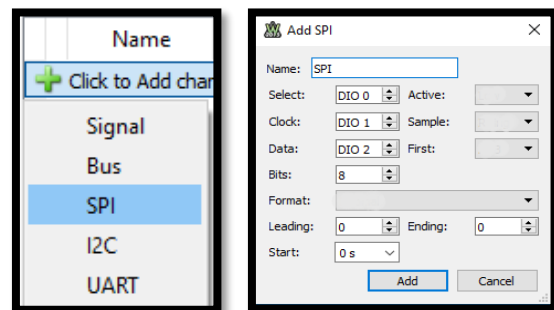 Name
Click to Add
Signal
Bus
SPI
I2C
UART
Add SPI
Name: SPI
Select: DIO 0 Active:
Clock: DIO 1 Sample:
Data: DIO 2 First:
Bits: 8
Format:
Leading: 0 Ending: 0
Start: 0 s
Add Cancel